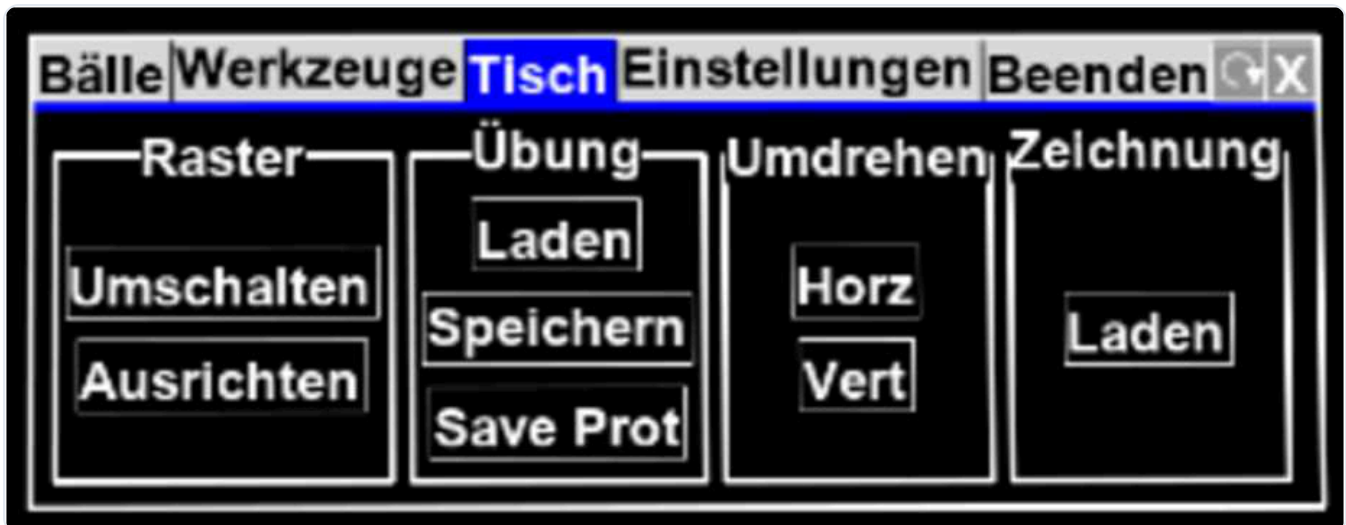 Bälle Werkzeuge Tisch Einstellungen Beenden X
Raster
Umschalten
Ausrichten
Übung
Laden
Speichern
Save Prot
Umdrehen
Horz
Vert
Zeichnung
Laden